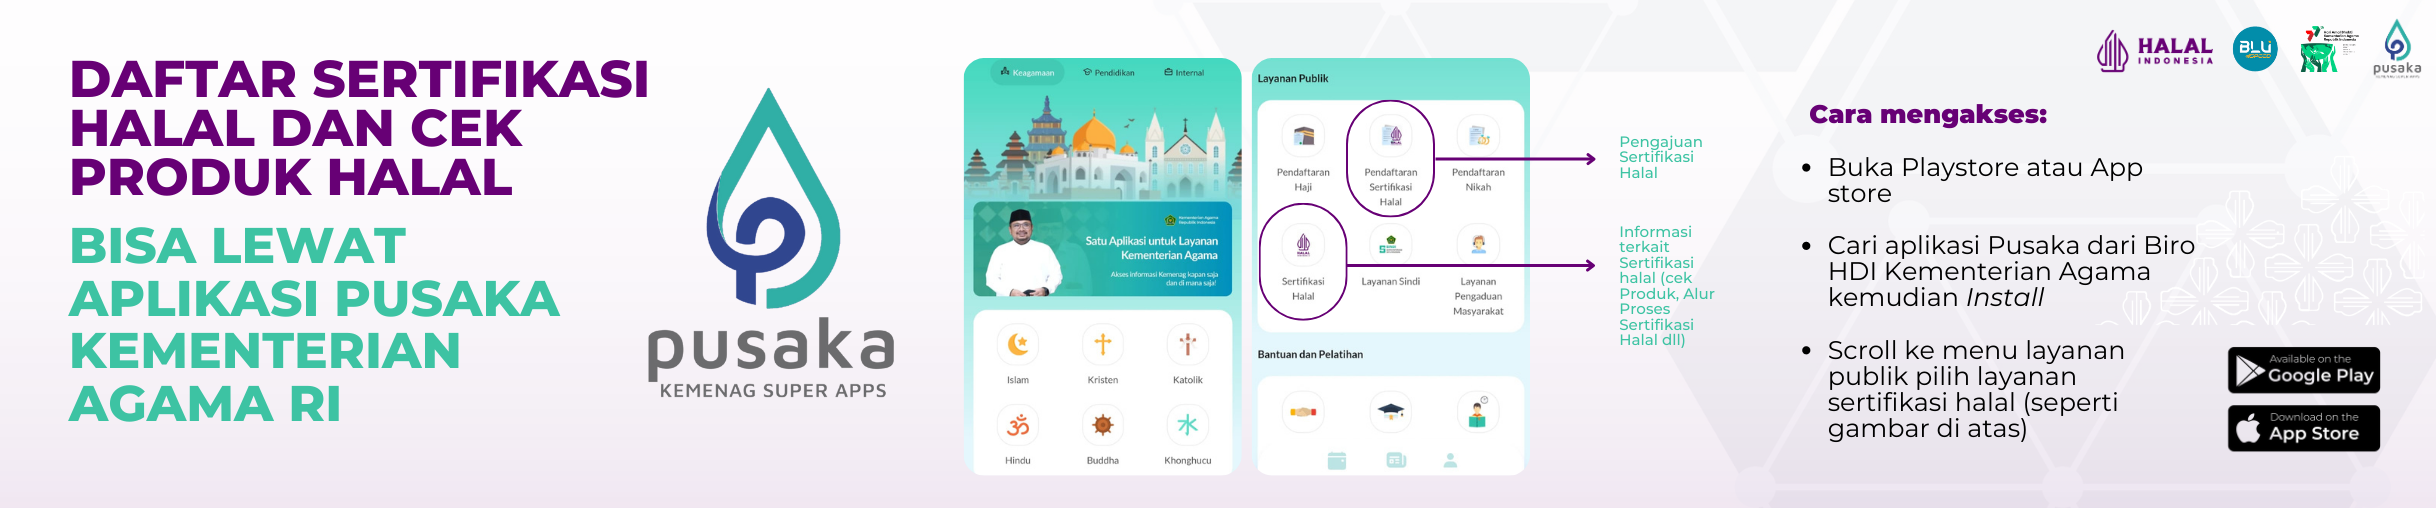 DAFTAR SERTIFIKASI
HALAL DAN CEK
PRODUK HALAL
BISA LEWAT
APLIKASI PUSAKA
KEMENTERIAN
AGAMA RI
pusaka
KEMENAG SUPER APPS
Keagamaan
Pendidikan
Internal
Kementerian Agama
Republik Indonesia
Satu Aplikasi untuk Layanan
Kementerian Agama
Akses informasi Kemenag kapan saja
dan di mana saja!
Islam
Kristen
Katolik
Hindu
Buddha
Khonghucu
Layanan Publik
Pendaftaran
Haji
Pendaftaran
Sertifikasi
Halal
Pendaftaran
Nikah
Sertifikasi
Halal
Layanan Sindi
Layanan
Pengaduan
Masyarakat
Bantuan dan Pelatihan
Pengajuan
Sertifikasi
Halal
Informasi
terkait
Sertifikasi
halal (cek
Produk, Alur
Proses
Sertifikasi
Halal dll)
HALAL
INDONESIA
BLU
pusaka
Cara mengakses:
• Buka Playstore atau App
store
• Cari aplikasi Pusaka dari Biro
HDI Kementerian Agama
kemudian Install
• Scroll ke menu layanan
publik pilih layanan
sertifikasi halal (seperti
gambar di atas)
Available on the
Google Play
Download on the
App Store